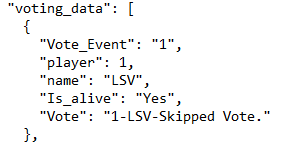 "voting_data": [
{
"Vote_Event": "1",
"player": 1,
"name": "LSV",
"Is_alive": "Yes",
"Vote": "1-LSV-Skipped Vote."
},